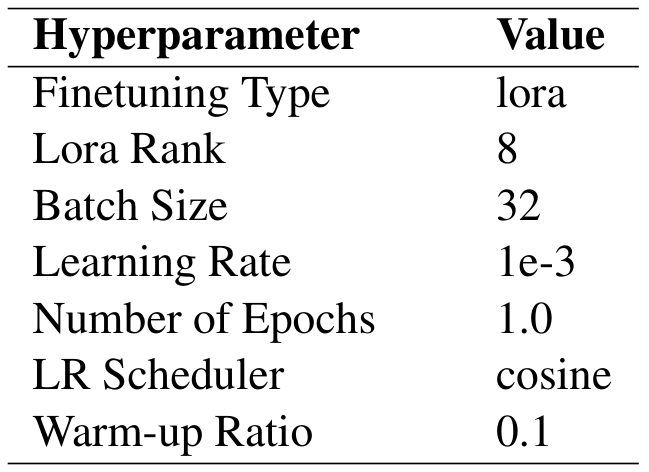 Hyperparameter Value
Finetuning Type lora
Lora Rank 8
Batch Size 32
Learning Rate 1e-3
Number of Epochs 1.0
LR Scheduler cosine
Warm-up Ratio 0.1